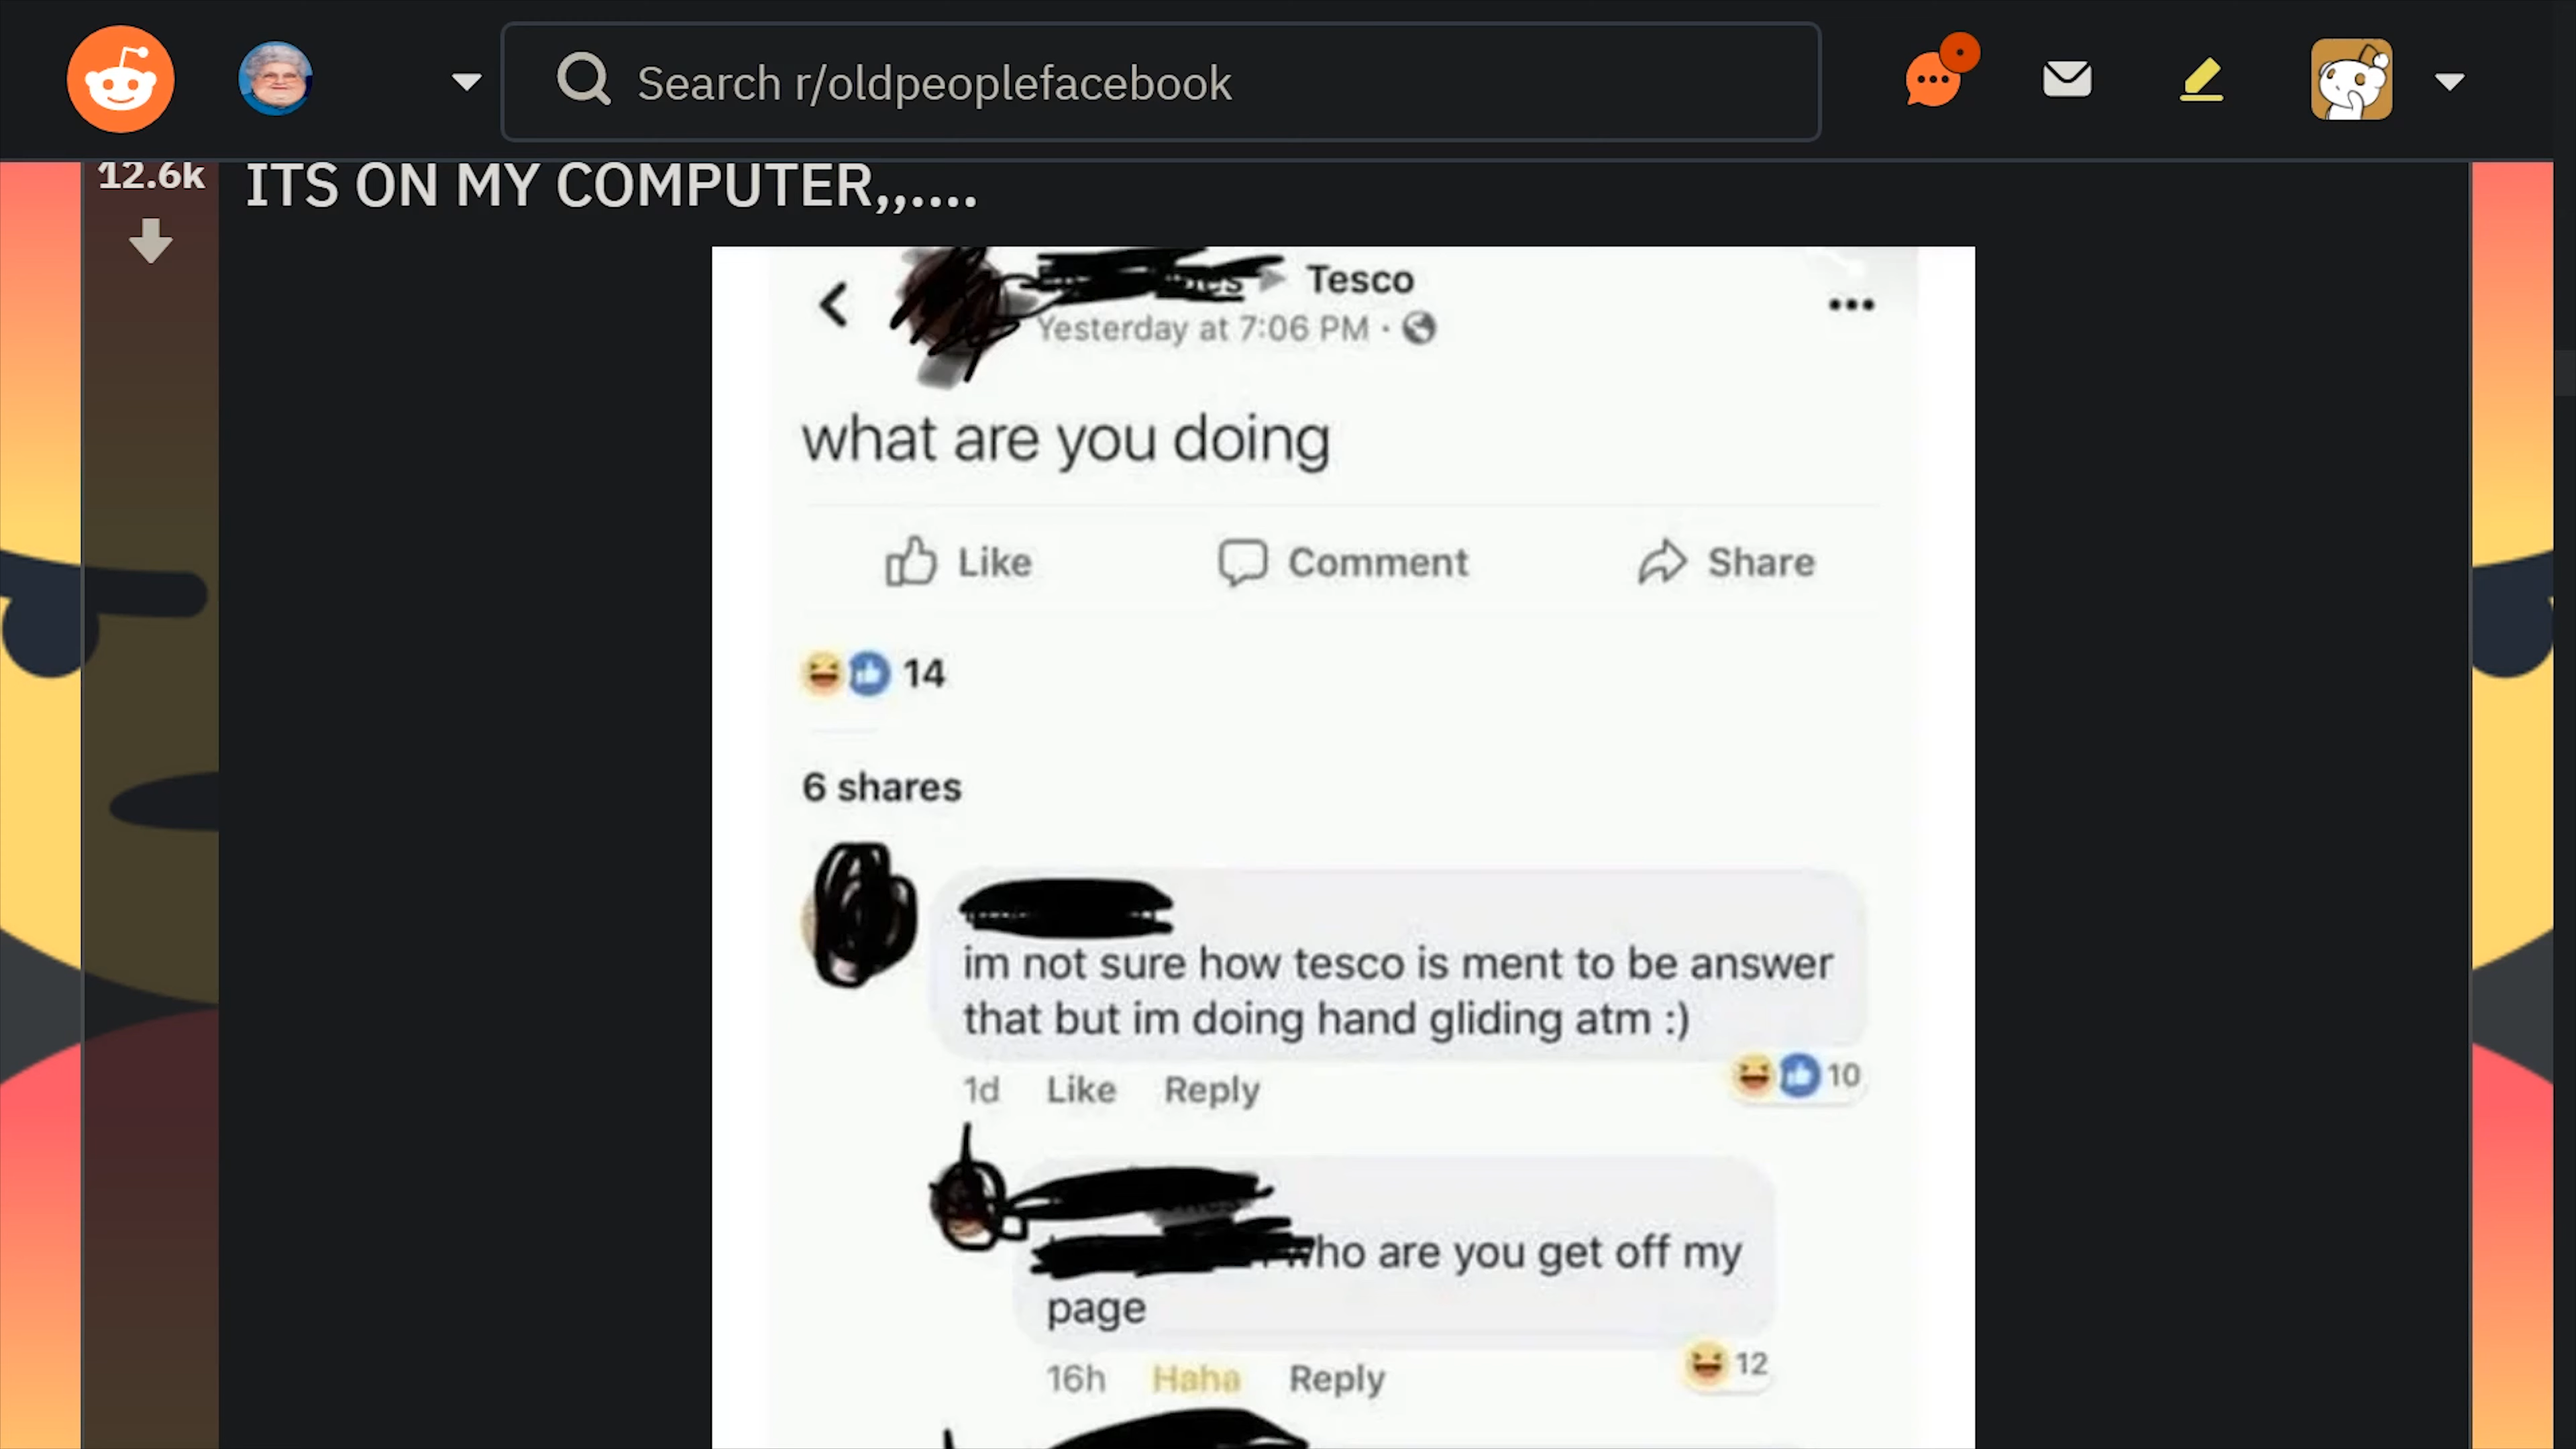 Search r/oldpeoplefacebook
12.6k
ITS ON MY COMPUTER,,....
Tesco
Yesterday at 7:06 PM ·
what are you doing
Like Comment Share
14
6 shares
im not sure how tesco is ment to be answer
that but im doing hand gliding atm :)
1d Like Reply 10
who are you get off my
page
16h Haha Reply 12